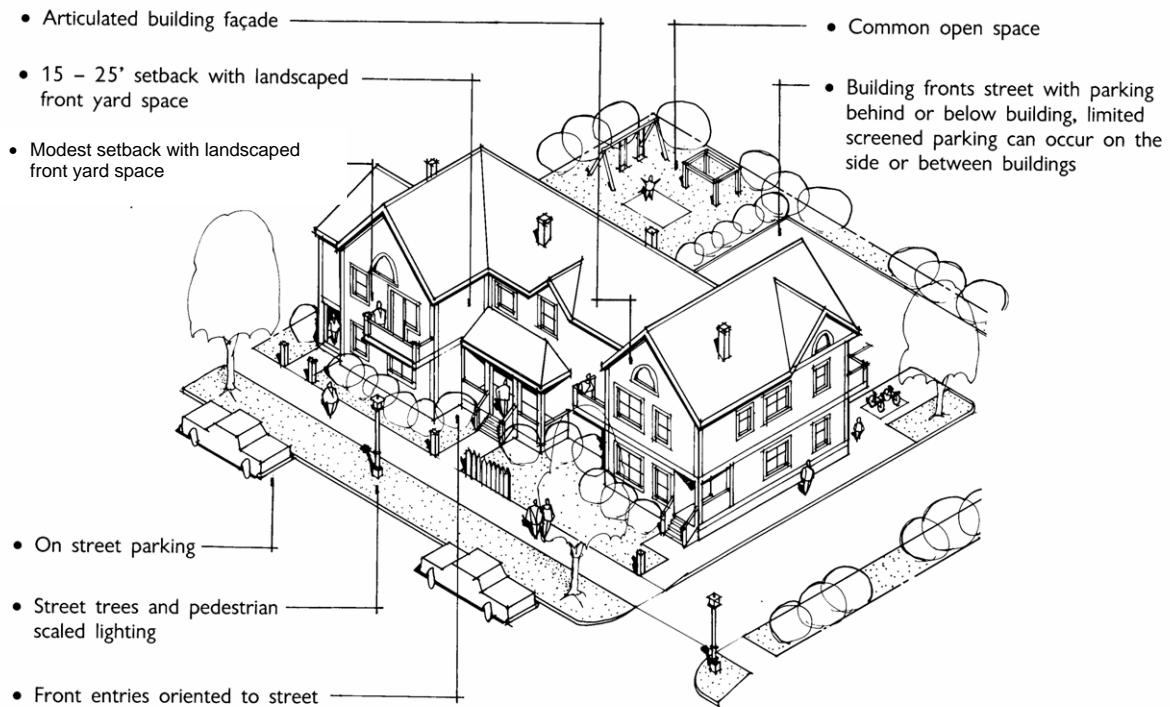 • Articulated building façade
• 15 – 25' setback with landscaped
front yard space
• Modest setback with landscaped
front yard space
• Common open space
• Building fronts street with parking
behind or below building, limited
screened parking can occur on the
side or between buildings
• On street parking
• Street trees and pedestrian
scaled lighting
• Front entries oriented to street